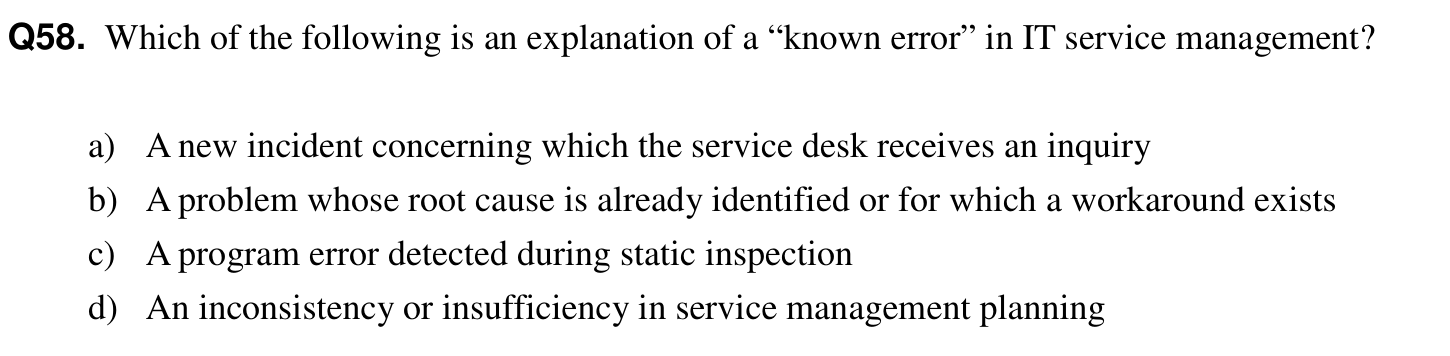 Q58. Which of the following is an explanation of a “known error” in IT service management?
a) A new incident concerning which the service desk receives an inquiry
b) A problem whose root cause is already identified or for which a workaround exists
c) A program error detected during static inspection
d) An inconsistency or insufficiency in service management planning